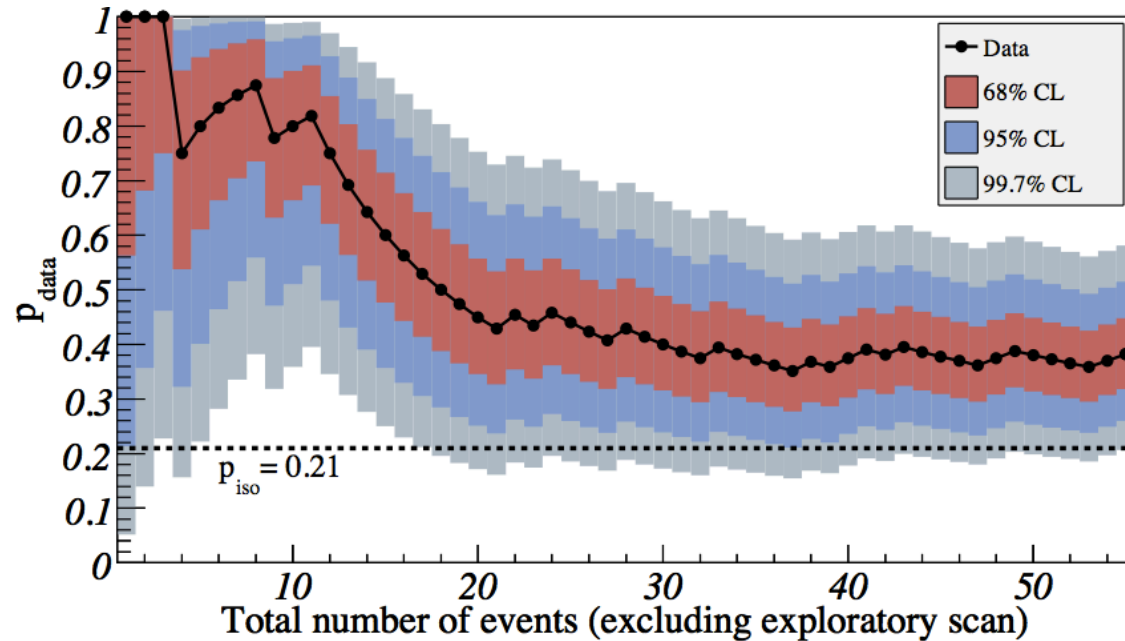 1
0.9
0.8
0.7
0.6
0.5
0.4
0.3
0.2
0.1
0
p_data
Data
68% CL
95% CL
99.7% CL
p_iso = 0.21
10
20
30
40
50
Total number of events (excluding exploratory scan)